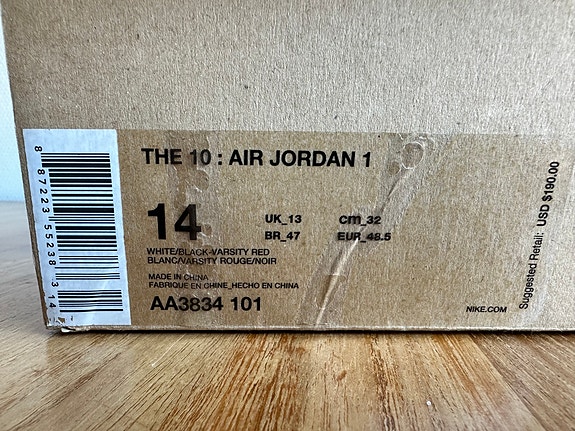 8 87223 55238 3 14
THE 10 : AIR JORDAN 1
14
UK_13 cm_32
BR_47 EUR_48.5
WHITE/BLACK-VARSITY RED
BLANC/VARSITY ROUGE/NOIR
MADE IN CHINA
FABRIQUE EN CHINE_HECHO EN CHINA
AA3834 101
NIKE.COM
Suggested Retail: USD $190.00